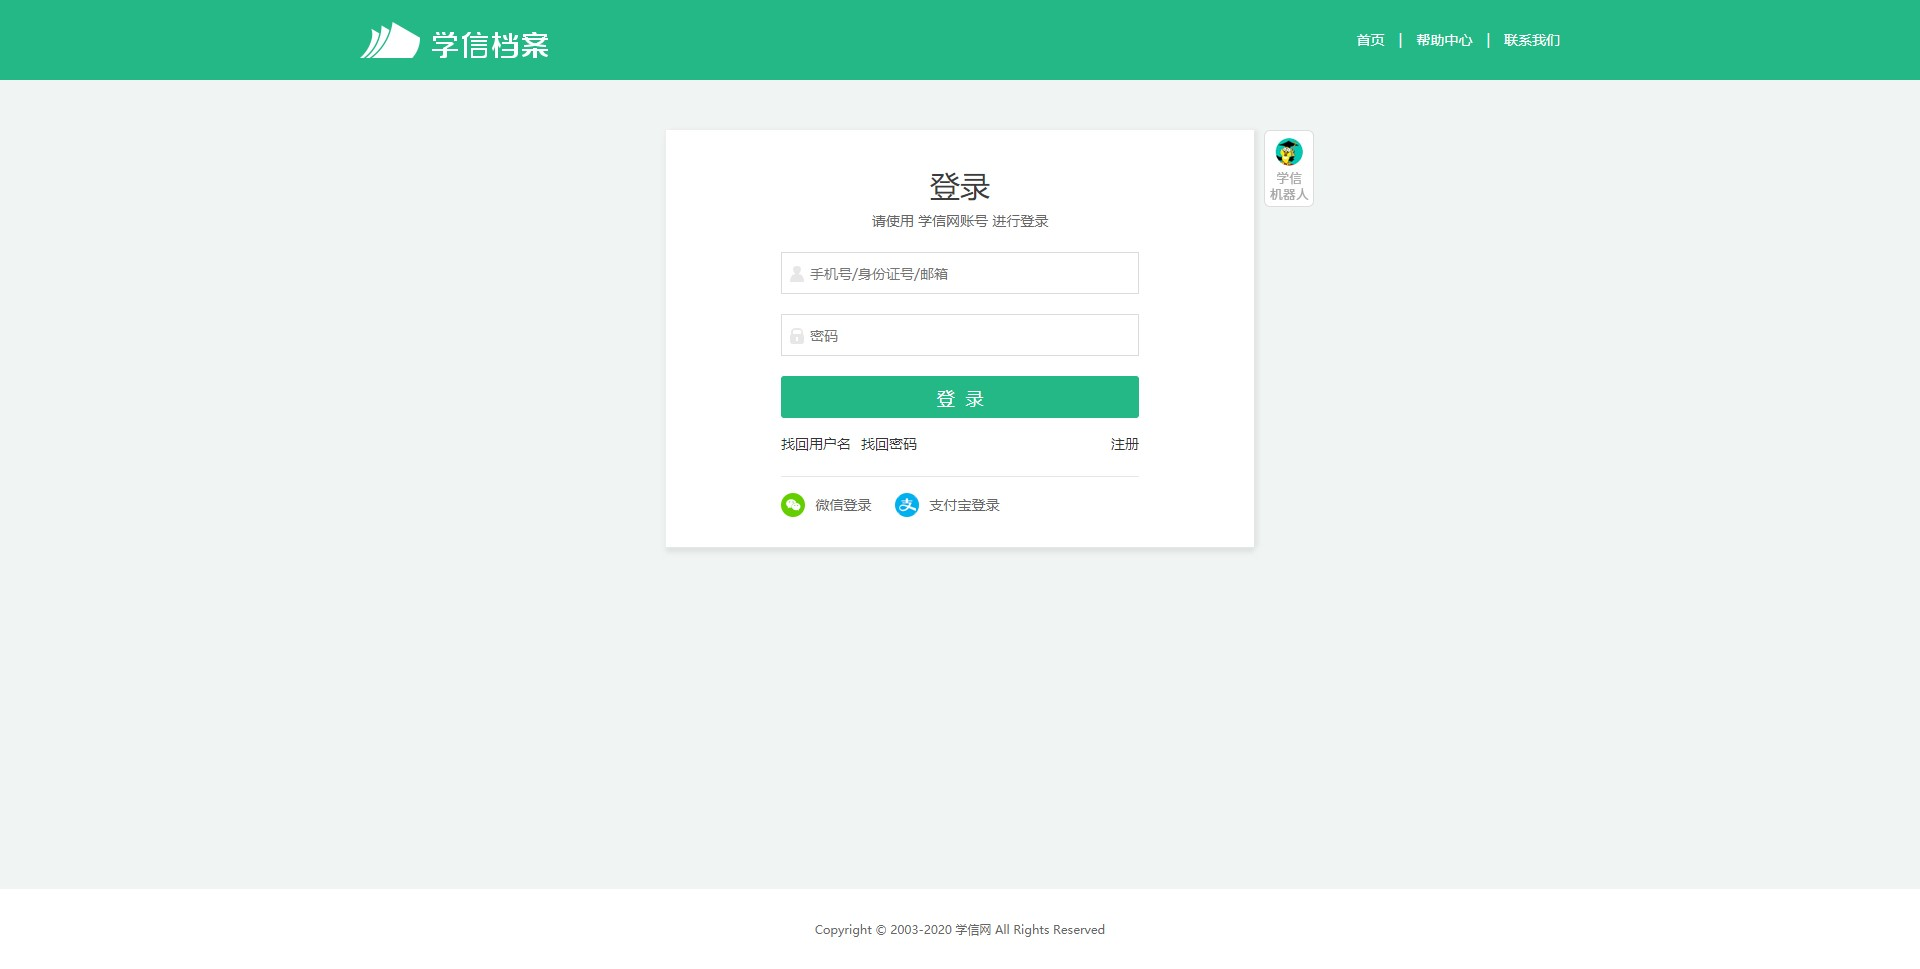 学信档案
首页 | 帮助中心 | 联系我们
登录
请使用 学信网账号 进行登录
学信
机器人
手机号/身份证号/邮箱
密码
登 录
找回用户名 找回密码 注册
微信登录 支付宝登录
Copyright © 2003-2020 学信网 All Rights Reserved